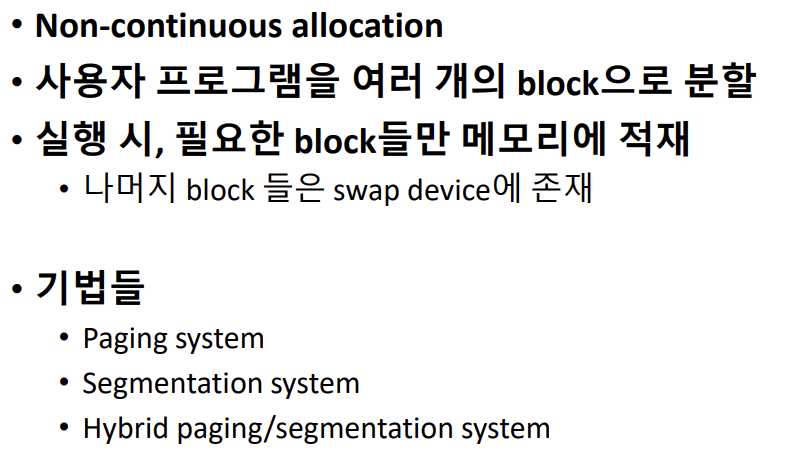 • Non-continuous allocation
• 사용자 프로그램을 여러 개의 block으로 분할
• 실행 시, 필요한 block들만 메모리에 적재
• 나머지 block 들은 swap device에 존재
• 기법들
• Paging system
• Segmentation system
• Hybrid paging/segmentation system